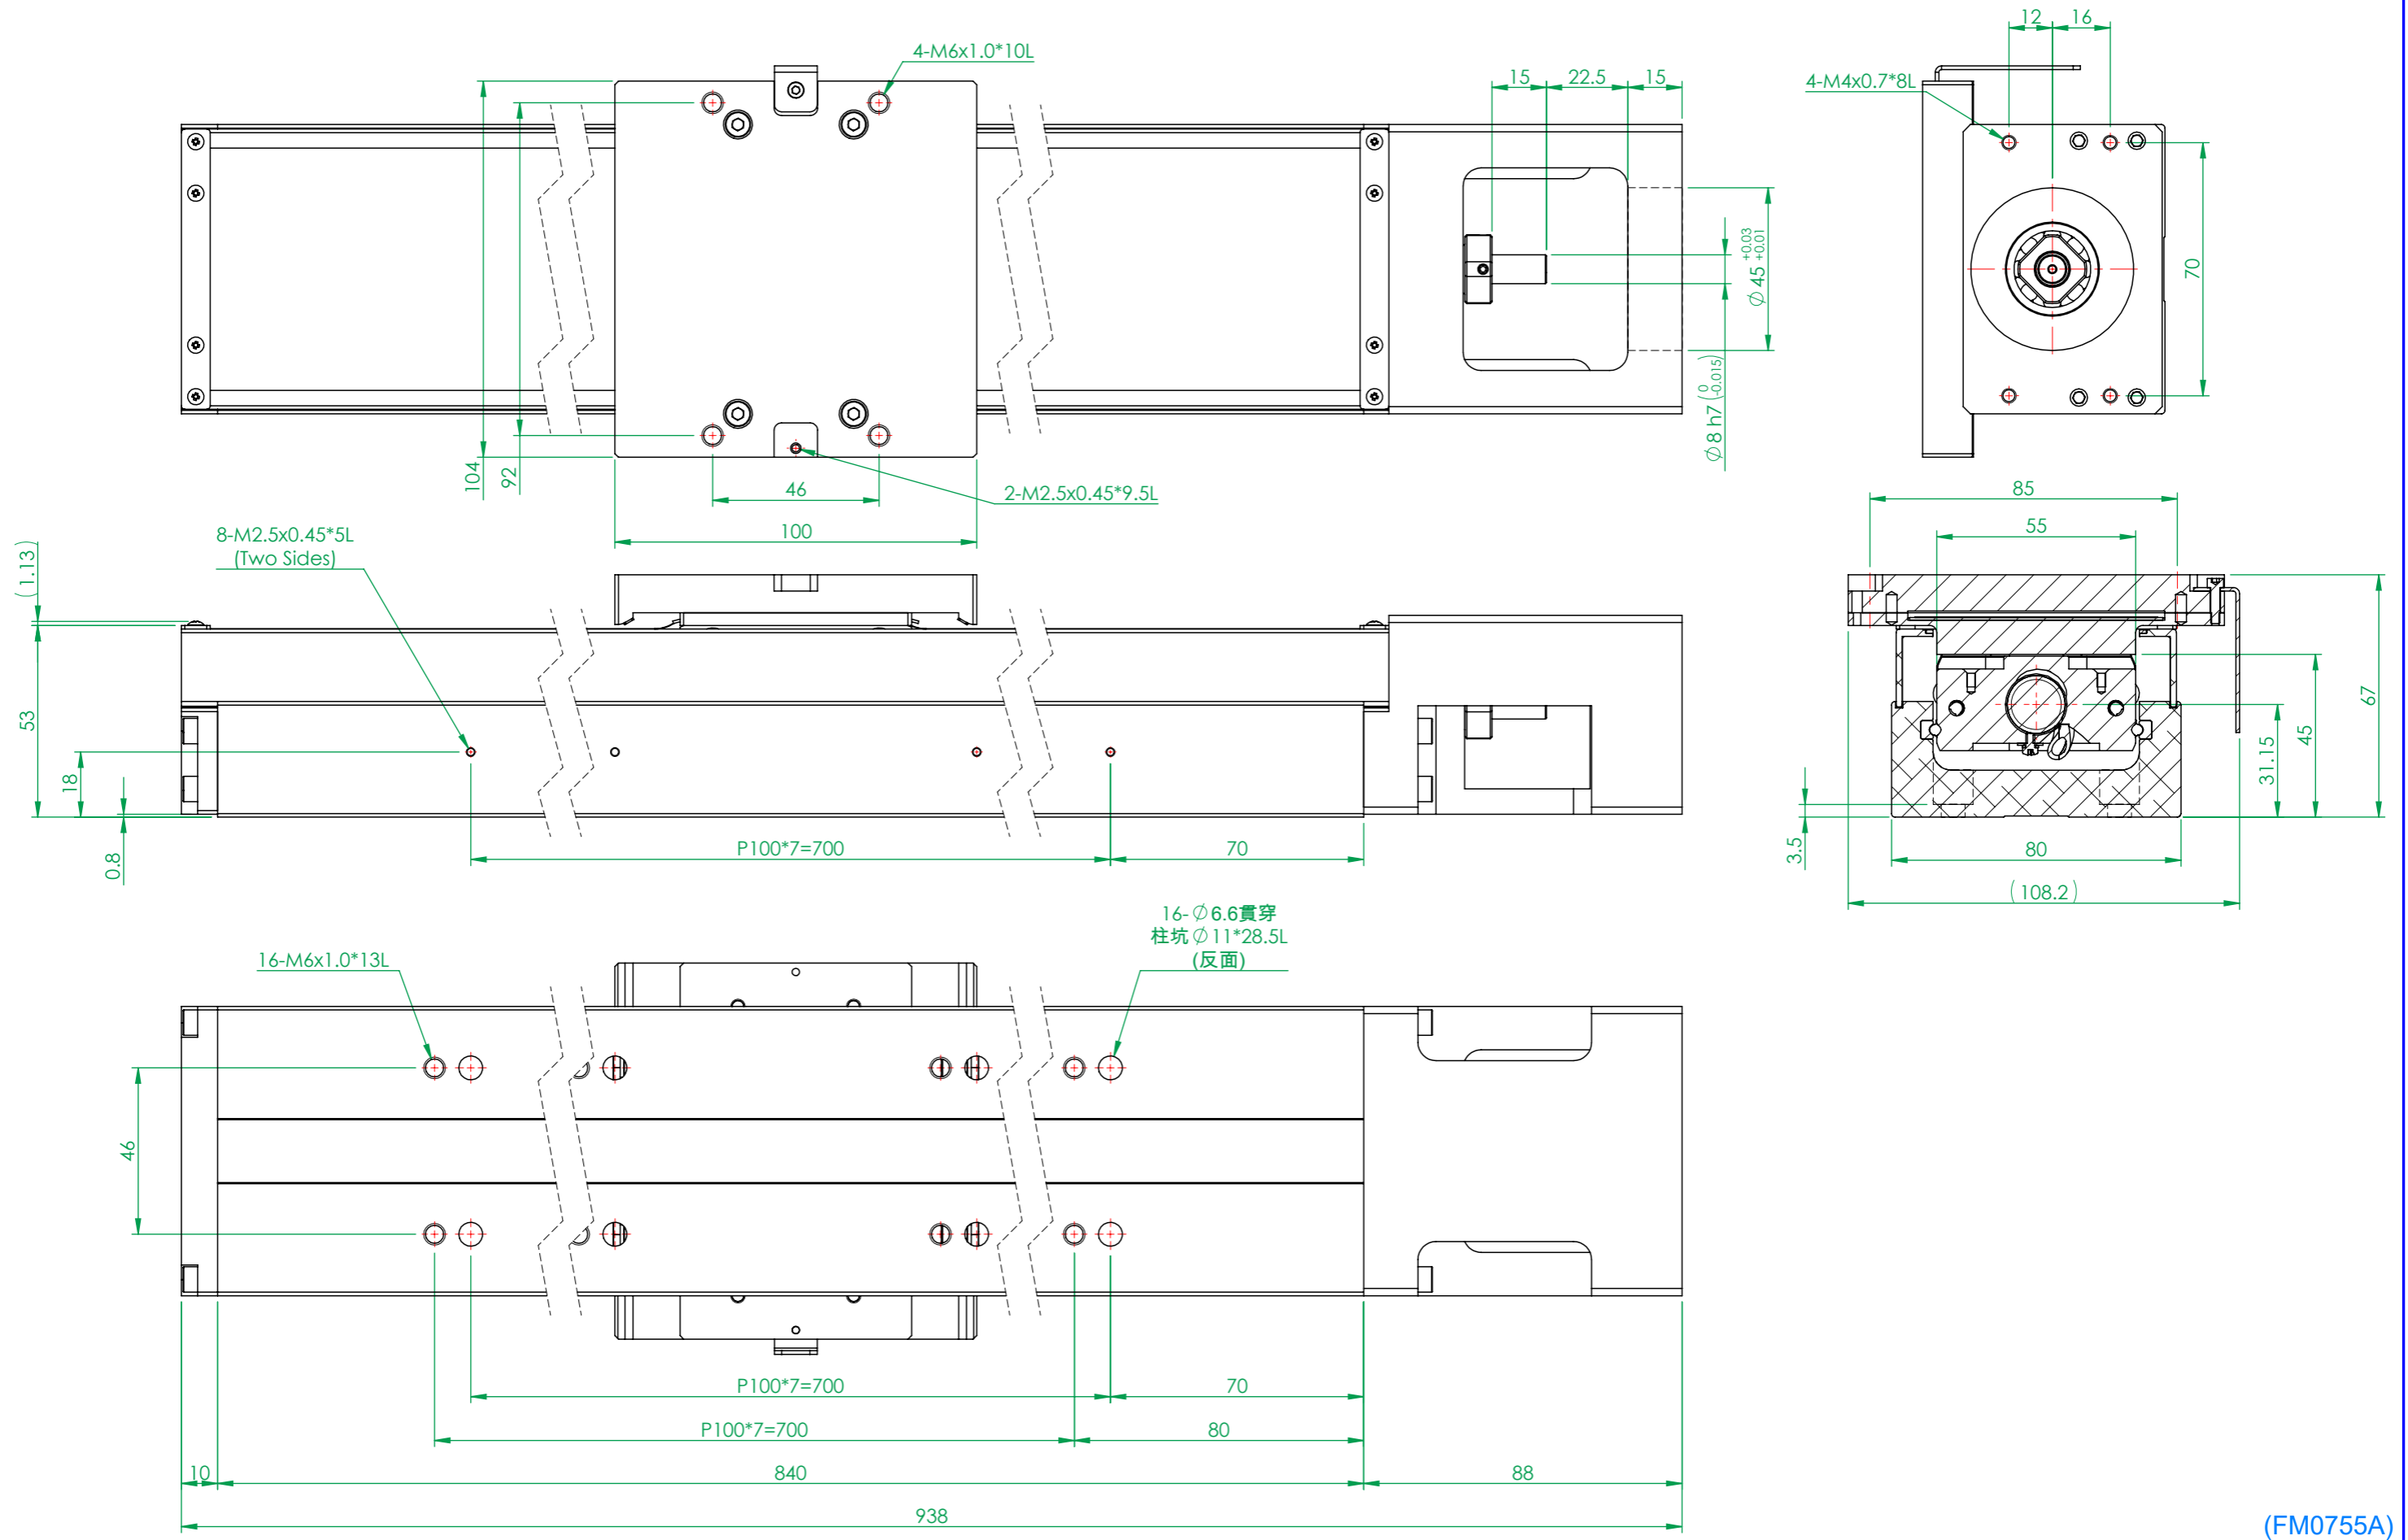 4-M6x1.0*10L
15
22.5
15
12
16
4-M4x0.7*8L
70
Ø45 +0.03 +0.01
Ø8 h7 (0 -0.015)
104
92
46
100
2-M2.5x0.45*9.5L
8-M2.5x0.45*5L
(Two Sides)
(1.13)
53
18
0.8
P100*7=700
70
85
55
67
45
31.15
3.5
80
(108.2)
16-M6x1.0*13L
16-Ø6.6貫穿
柱坑Ø11*28.5L
(反面)
46
P100*7=700
70
P100*7=700
80
10
840
88
938
(FM0755A)